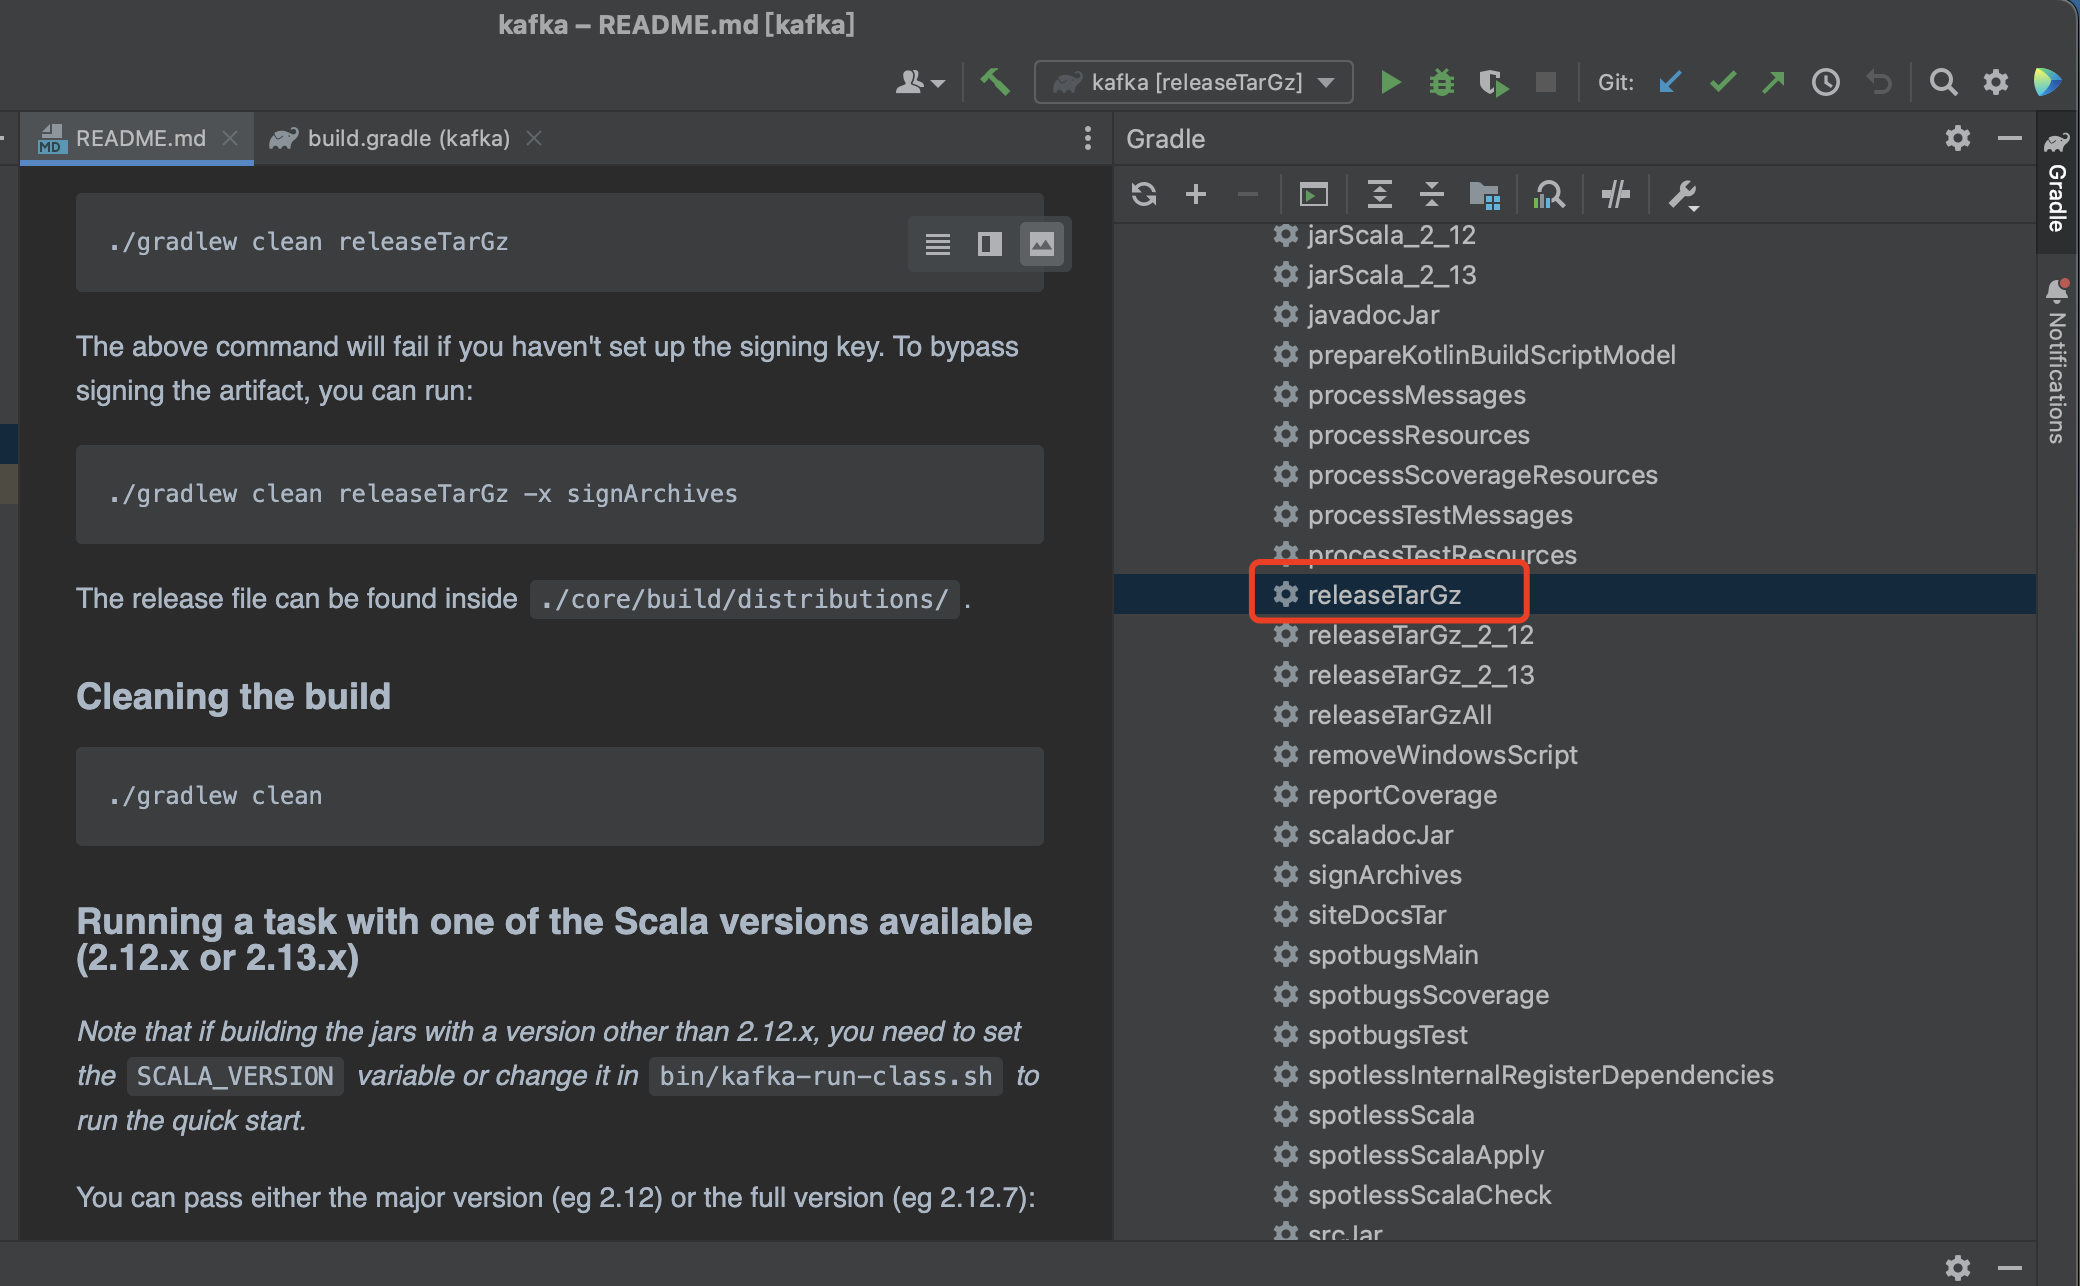 kafka – README.md [kafka]
kafka [releaseTarGz]
Git:
README.md
build.gradle (kafka)
MD
./gradlew clean releaseTarGz
The above command will fail if you haven't set up the signing key. To bypass
signing the artifact, you can run:
./gradlew clean releaseTarGz -x signArchives
The release file can be found inside ./core/build/distributions/ .
Cleaning the build
./gradlew clean
Running a task with one of the Scala versions available
(2.12.x or 2.13.x)
Note that if building the jars with a version other than 2.12.x, you need to set
the SCALA_VERSION variable or change it in bin/kafka-run-class.sh to
run the quick start.
You can pass either the major version (eg 2.12) or the full version (eg 2.12.7):
Gradle
jarScala_2_12
jarScala_2_13
javadocJar
prepareKotlinBuildScriptModel
processMessages
processResources
processScoverageResources
processTestMessages
processTestResources
releaseTarGz
releaseTarGz_2_12
releaseTarGz_2_13
releaseTarGzAll
removeWindowsScript
reportCoverage
scaladocJar
signArchives
siteDocsTar
spotbugsMain
spotbugsScoverage
spotbugsTest
spotlessInternalRegisterDependencies
spotlessScala
spotlessScalaApply
spotlessScalaCheck
srcJar
Gradle
Notifications